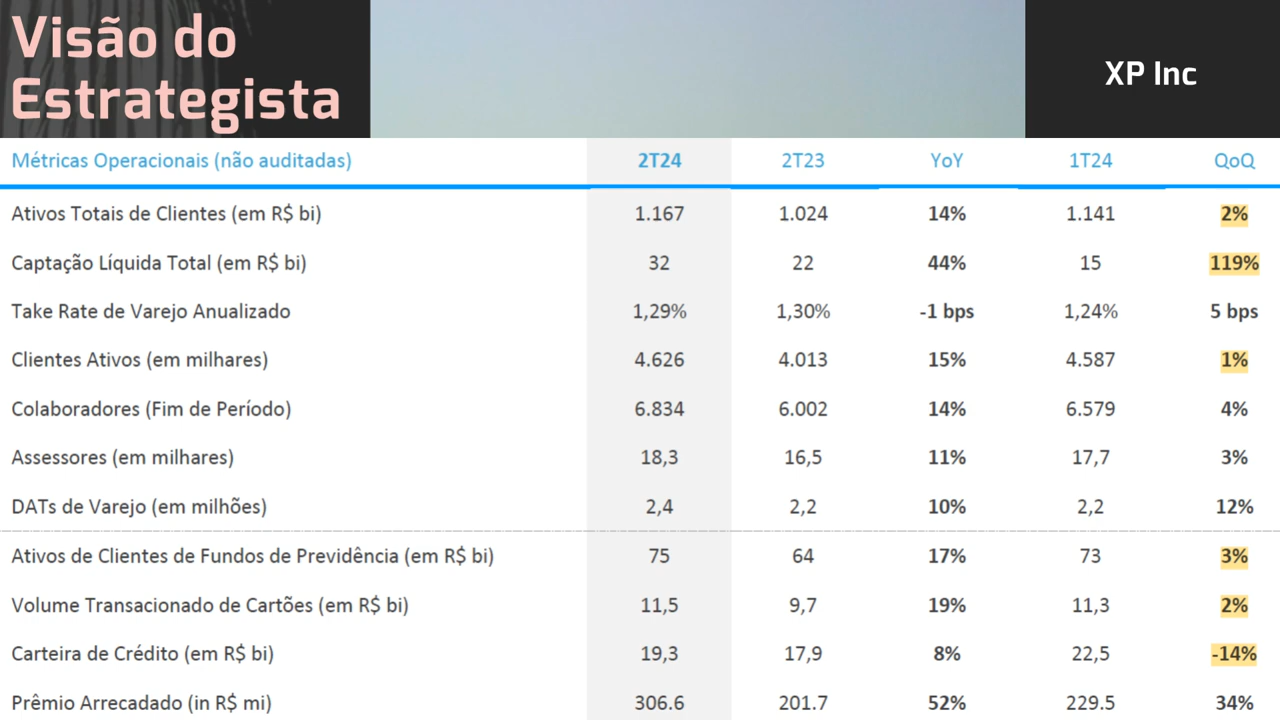 Visão do
Estrategista
XP Inc
Métricas Operacionais (não auditadas) 2T24 2T23 YoY 1T24 QoQ
Ativos Totais de Clientes (em R$ bi) 1.167 1.024 14% 1.141 2%
Captação Líquida Total (em R$ bi) 32 22 44% 15 119%
Take Rate de Varejo Anualizado 1,29% 1,30% -1 bps 1,24% 5 bps
Clientes Ativos (em milhares) 4.626 4.013 15% 4.587 1%
Colaboradores (Fim de Período) 6.834 6.002 14% 6.579 4%
Assessores (em milhares) 18,3 16,5 11% 17,7 3%
DATs de Varejo (em milhões) 2,4 2,2 10% 2,2 12%
Ativos de Clientes de Fundos de Previdência (em R$ bi) 75 64 17% 73 3%
Volume Transacionado de Cartões (em R$ bi) 11,5 9,7 19% 11,3 2%
Carteira de Crédito (em R$ bi) 19,3 17,9 8% 22,5 -14%
Prêmio Arrecadado (in R$ mi) 306.6 201.7 52% 229.5 34%